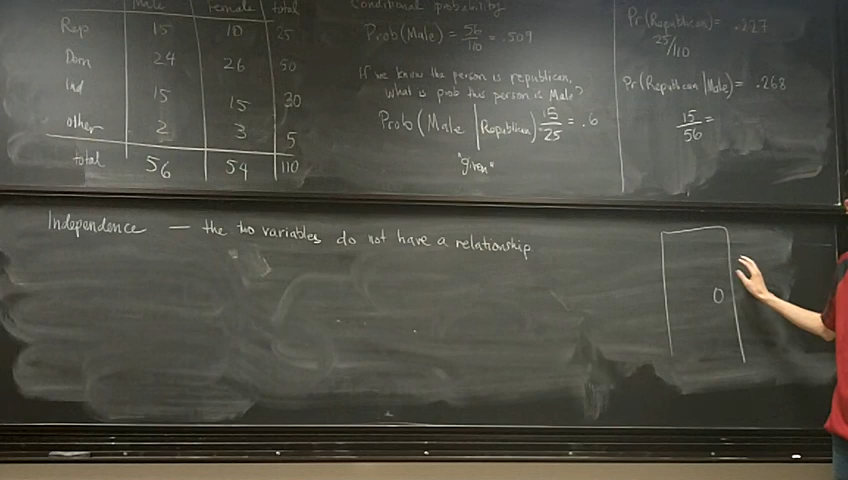 Male Female total
Rep 15 10 25
Dem 24 26 50
Ind 15 15 30
other 2 3 5
total 56 54 110
Conditional probability
Prob(Male) = 56/110 = .509
If we know the person is republican,
what is prob this person is Male?
Prob(Male | Republican) 15/25 = .6
"given"
Pr(Republican) = .227
25/110
Pr(Republican | Male) = .268
15/56 =
Independence — the two variables do not have a relationship